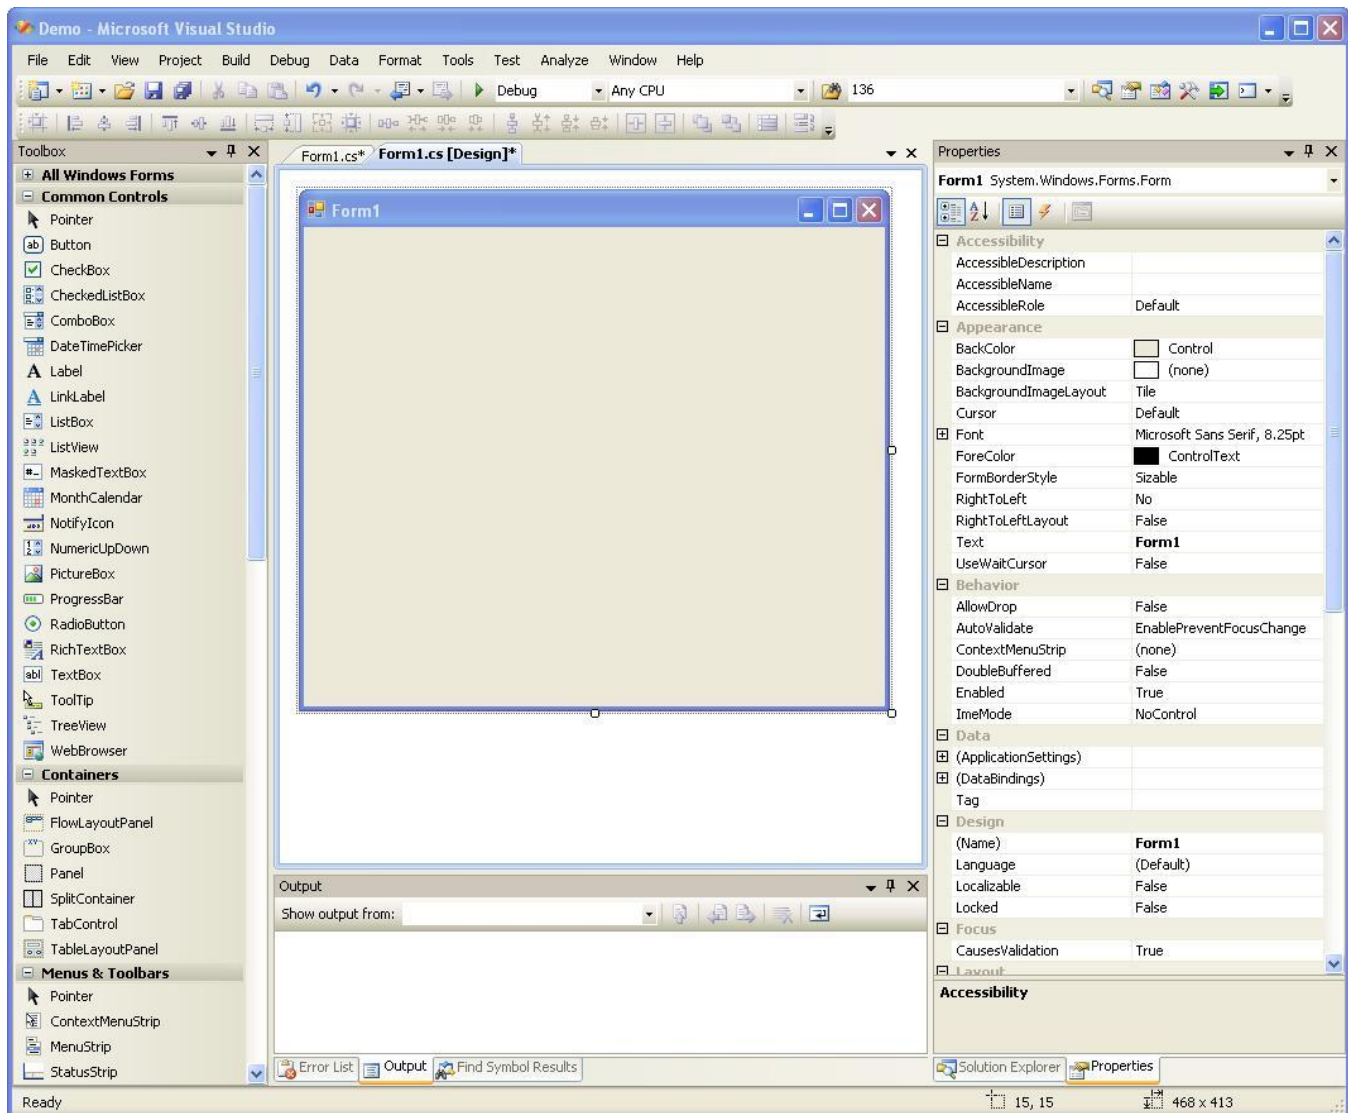 Demo - Microsoft Visual Studio
File Edit View Project Build Debug Data Format Tools Test Analyze Window Help
Debug Any CPU 136
Toolbox
All Windows Forms
Common Controls
Pointer
Button
CheckBox
CheckedListBox
ComboBox
DateTimePicker
Label
LinkLabel
ListBox
ListView
MaskedTextBox
MonthCalendar
NotifyIcon
NumericUpDown
PictureBox
ProgressBar
RadioButton
RichTextBox
TextBox
ToolTip
TreeView
WebBrowser
Containers
Pointer
FlowLayoutPanel
GroupBox
Panel
SplitContainer
TabControl
TableLayoutPanel
Menus & Toolbars
Pointer
ContextMenuStrip
MenuStrip
StatusStrip
Form1.cs* Form1.cs [Design]*
Form1
Output
Show output from:
Error List Output Find Symbol Results
Properties
Form1 System.Windows.Forms.Form
Accessibility
AccessibleDescription
AccessibleName
AccessibleRole Default
Appearance
BackColor Control
BackgroundImage (none)
BackgroundImageLayout Tile
Cursor Default
Font Microsoft Sans Serif, 8.25pt
ForeColor ControlText
FormBorderStyle Sizable
RightToLeft No
RightToLeftLayout False
Text Form1
UseWaitCursor False
Behavior
AllowDrop False
AutoValidate EnablePreventFocusChange
ContextMenuStrip (none)
DoubleBuffered False
Enabled True
ImeMode NoControl
Data
(ApplicationSettings)
(DataBindings)
Tag
Design
(Name) Form1
Language (Default)
Localizable False
Locked False
Focus
CausesValidation True
Layout
Accessibility
Solution Explorer Properties
Ready 15, 15 468 x 413